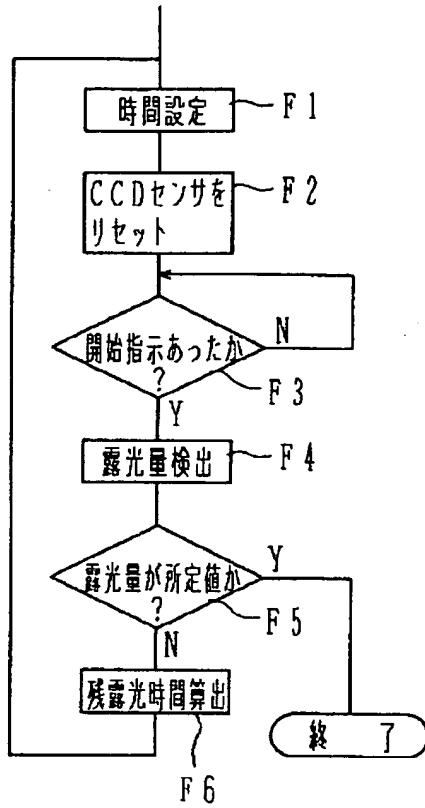 時間設定
F1
CCDセンサを
リセット
F2
開始指示あったか
?
N
F3
Y
露光量検出
F4
露光量が所定値か
?
Y
F5
N
残露光時間算出
F6
終 了